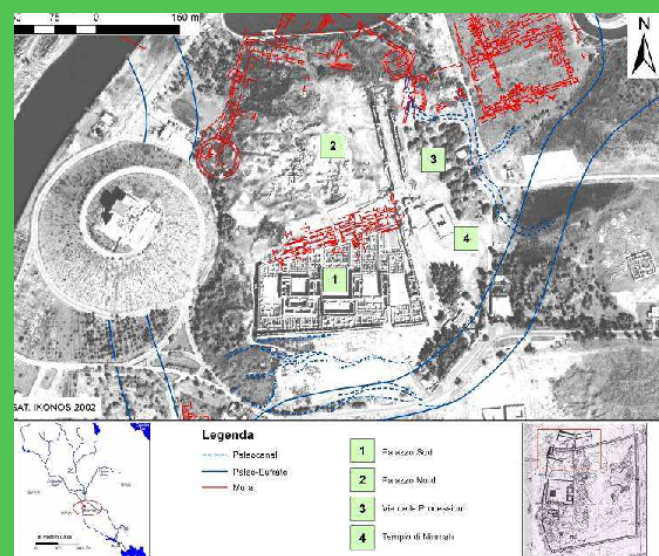 75
0
150 m
N
2
3
4
1
SAT. IKONOS 2002
Legenda
Paleocanali
Paleo-Eufrate
Mura
1 Palazzo Sud
2 Palazzo Nord
3 Via delle Processioni
4 Tempio di Ninmah